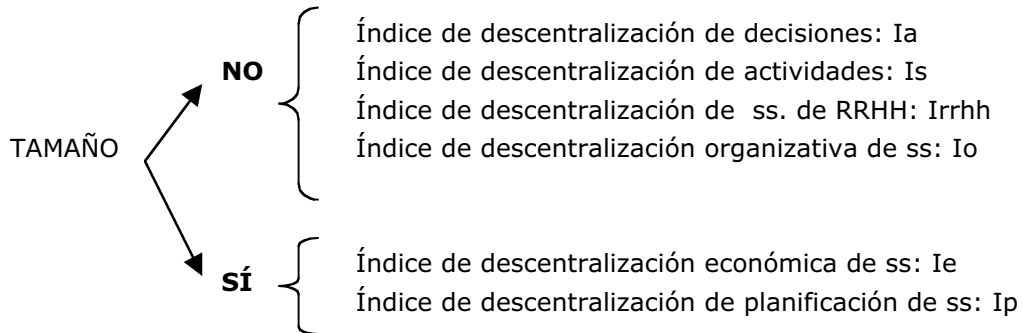 Índice de descentralización de decisiones: Ia
NO
Índice de descentralización de actividades: Is
Índice de descentralización de ss. de RRHH: Irrhh
TAMAÑO
Índice de descentralización organizativa de ss: Io
Índice de descentralización económica de ss: Ie
SÍ
Índice de descentralización de planificación de ss: Ip